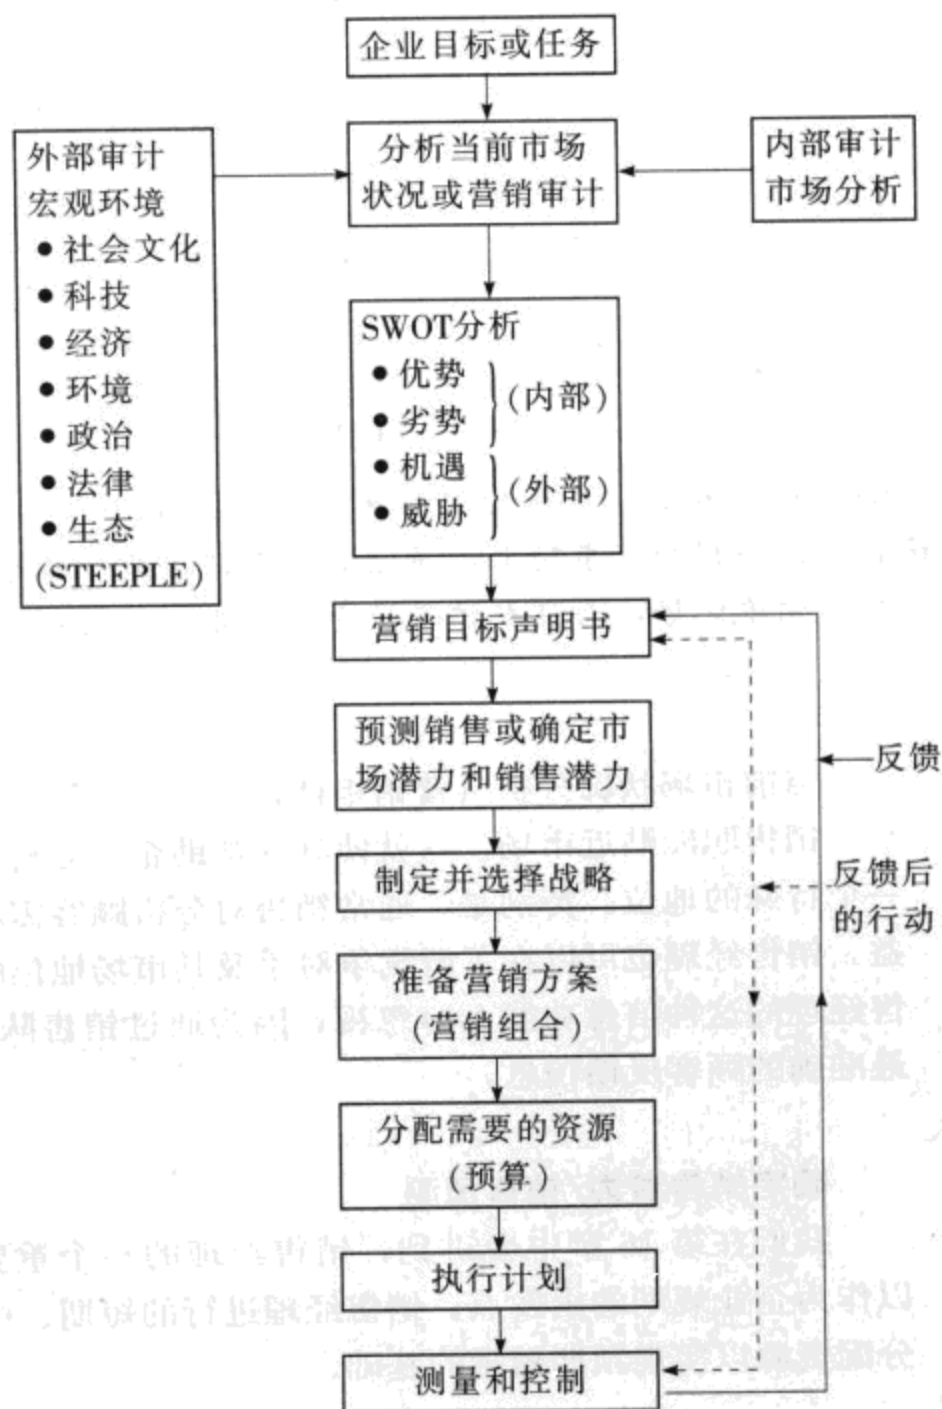 企业目标或任务
外部审计
宏观环境
● 社会文化
● 科技
● 经济
● 环境
● 政治
● 法律
● 生态
(STEEPLE)
分析当前市场
状况或营销审计
内部审计
市场分析
SWOT分析
● 优势
● 劣势
(内部)
● 机遇
● 威胁
(外部)
营销目标声明书
预测销售或确定市
场潜力和销售潜力
反馈
制定并选择战略
反馈后
的行动
准备营销方案
(营销组合)
分配需要的资源
(预算)
执行计划
测量和控制